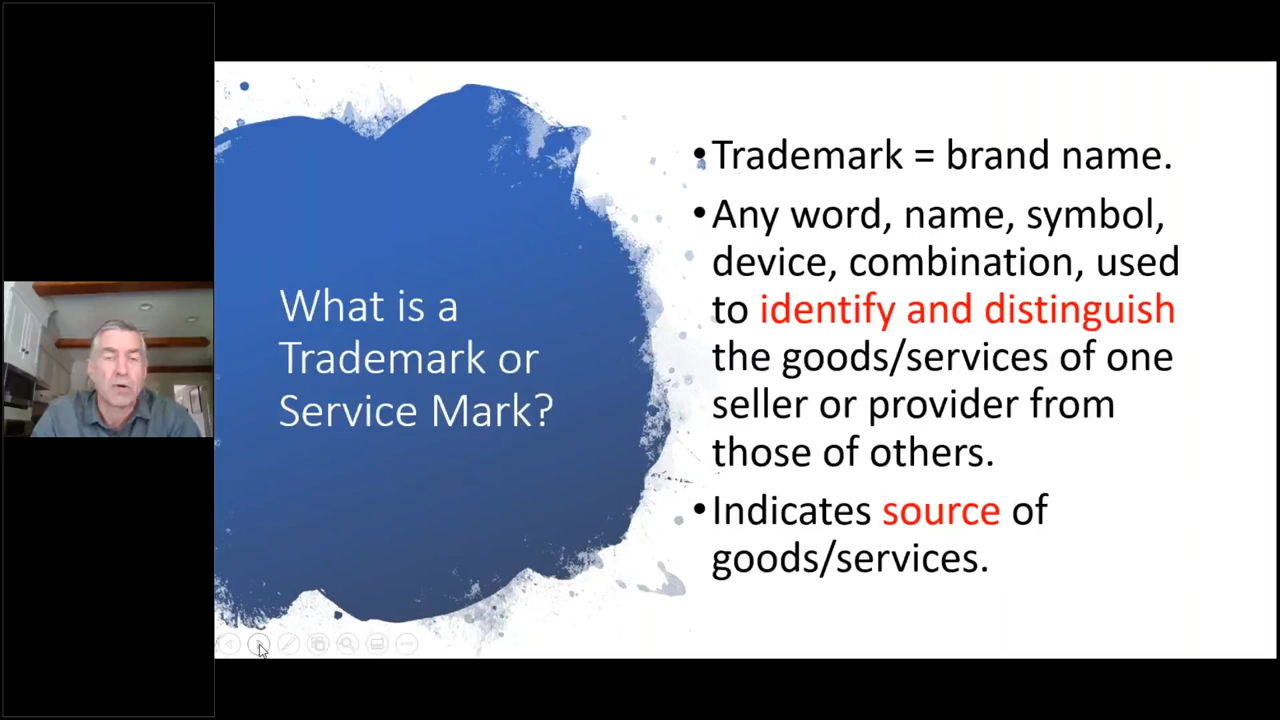 What is a
Trademark or
Service Mark?
•Trademark = brand name.
•Any word, name, symbol,
device, combination, used
to identify and distinguish
the goods/services of one
seller or provider from
those of others.
•Indicates source of
goods/services.